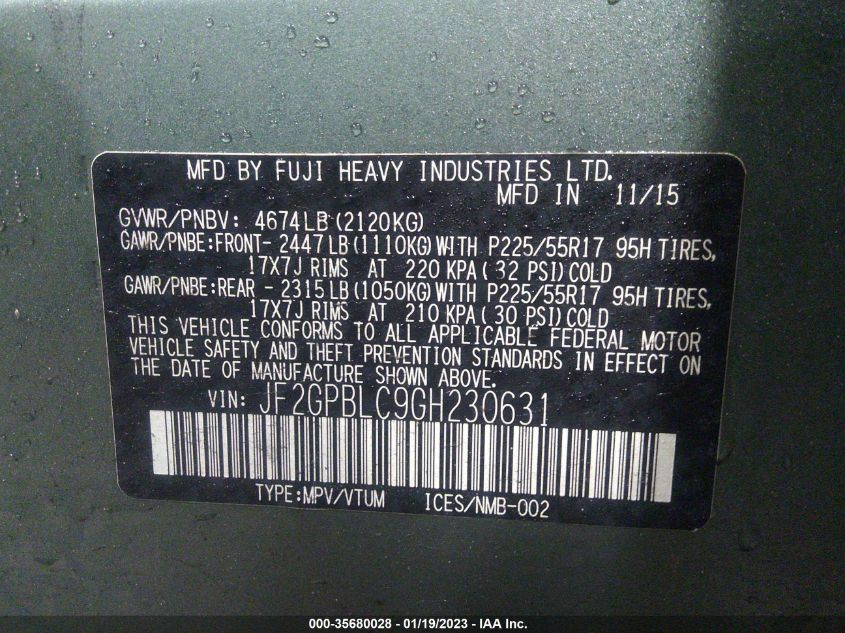 MFD BY FUJI HEAVY INDUSTRIES LTD.
MFD IN 11/15
GVWR/PNBV: 4674LB (2120KG)
GAWR/PNBE:FRONT- 2447LB(1110KG)WITH P225/55R17 95H TIRES,
17X7J RIMS AT 220 KPA(32 PSI)COLD
GAWR/PNBE:REAR - 2315LB(1050KG)WITH P225/55R17 95H TIRES,
17X7J RIMS AT 210 KPA(30 PSI)COLD
THIS VEHICLE CONFORMS TO ALL APPLICABLE FEDERAL MOTOR
VEHICLE SAFETY AND THEFT PREVENTION STANDARDS IN EFFECT ON
THE DATE OF MANUFACTURE SHOWN ABOVE.
VIN: JF2GPBLC9GH230631
TYPE:MPV/VTUM ICES/NMB-002
000-35680028 - 01/19/2023 - IAA Inc.